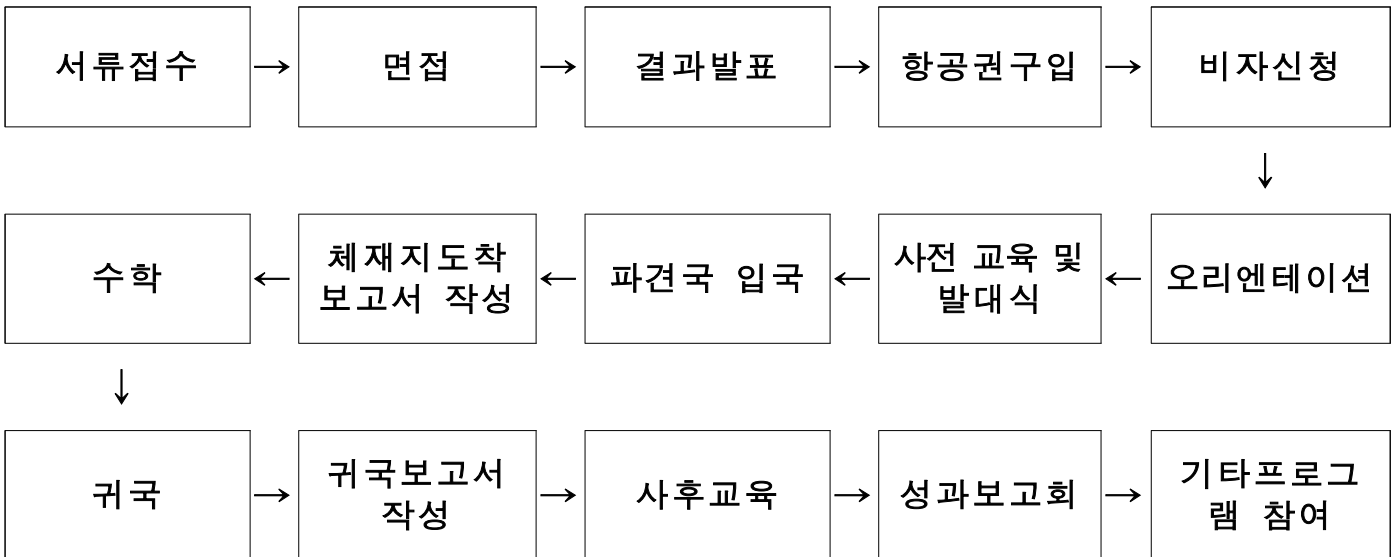 서류접수 → 면접 → 결과발표 → 항공권구입 → 비자신청
↓
오리엔테이션
←
사전 교육 및
발대식
←
파견국 입국
←
체재지도착
보고서 작성
←
수학
↓
귀국
→
귀국보고서
작성
→
사후교육
→
성과보고회
→
기타프로그
램 참여